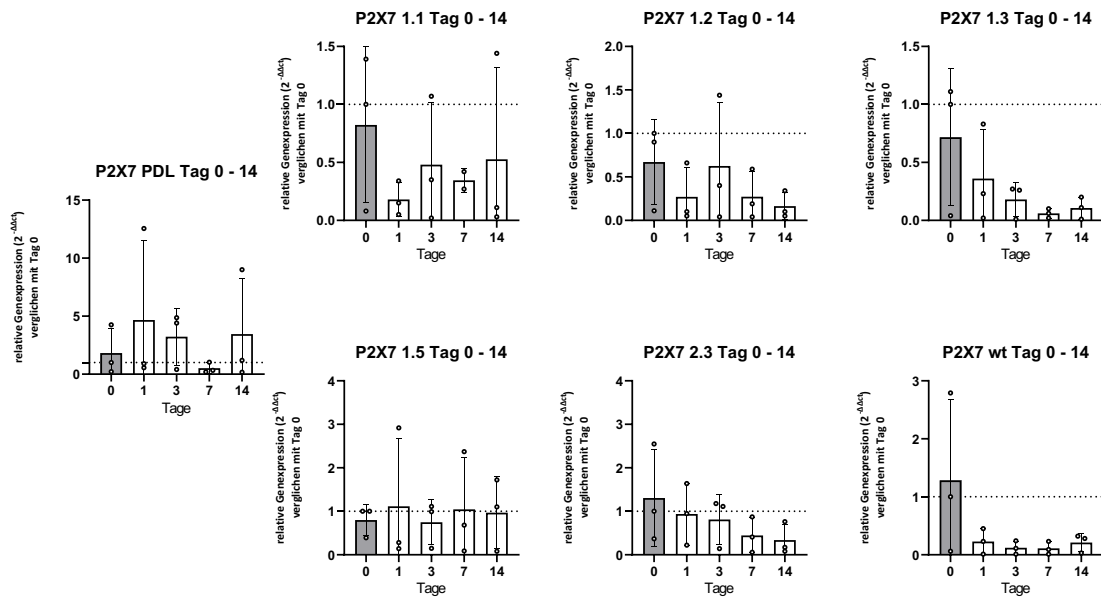 P2X7 PDL Tag 0 - 14
relative Genexpression (2 -ΔΔct)
verglichen mit Tag 0
15
10
5
0
0 1 3 7 14
Tage
P2X7 1.1 Tag 0 - 14
relative Genexpression (2 -ΔΔct)
verglichen mit Tag 0
1.5
1.0
0.5
0.0
0 1 3 7 14
Tage
P2X7 1.2 Tag 0 - 14
relative Genexpression (2 -ΔΔct)
verglichen mit Tag 0
2.0
1.5
1.0
0.5
0.0
0 1 3 7 14
Tage
P2X7 1.3 Tag 0 - 14
relative Genexpression (2 -ΔΔct)
verglichen mit Tag 0
1.5
1.0
0.5
0.0
0 1 3 7 14
Tage
P2X7 1.5 Tag 0 - 14
relative Genexpression (2 -ΔΔct)
verglichen mit Tag 0
4
3
2
1
0
0 1 3 7 14
Tage
P2X7 2.3 Tag 0 - 14
relative Genexpression (2 -ΔΔct)
verglichen mit Tag 0
4
3
2
1
0
0 1 3 7 14
Tage
P2X7 wt Tag 0 - 14
relative Genexpression (2 -ΔΔct)
verglichen mit Tag 0
3
2
1
0
0 1 3 7 14
Tage